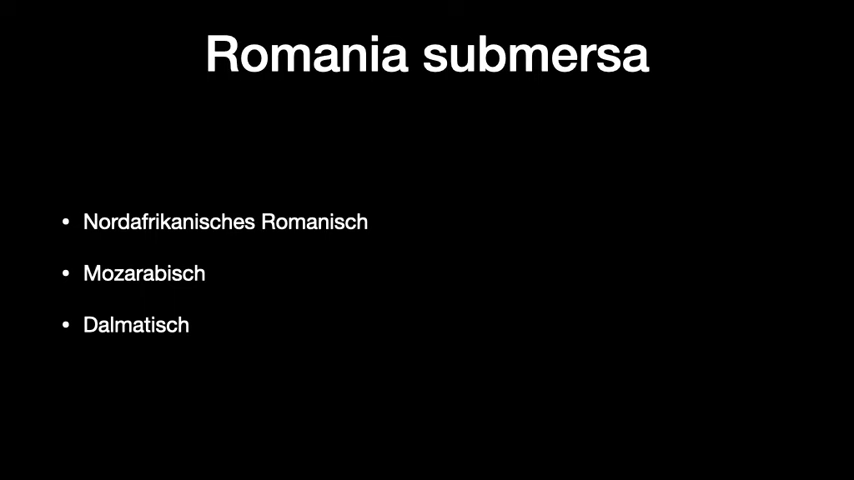 Romania submersa
• Nordafrikanisches Romanisch
• Mozarabisch
• Dalmatisch